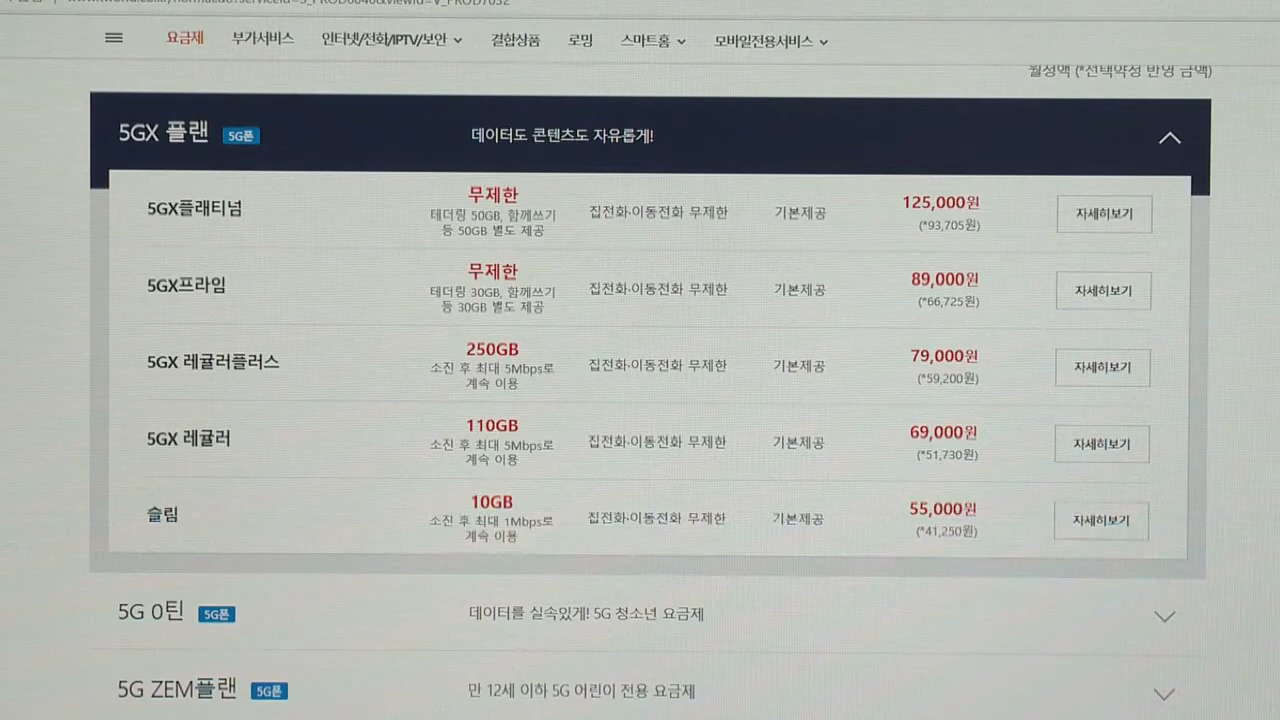 요금제 부가서비스 인터넷/전화/IPTV/보안 결합상품 로밍 스마트홈 모바일전용서비스
월정액 (*선택약정 반영 금액)
5GX 플랜 5G폰 데이터도 콘텐츠도 자유롭게!
5GX플래티넘
무제한
테더링 50GB, 함께쓰기
등 50GB 별도 제공
집전화·이동전화 무제한
기본제공
125,000원
(*93,705원)
자세히보기
5GX프라임
무제한
테더링 30GB, 함께쓰기
등 30GB 별도 제공
집전화·이동전화 무제한
기본제공
89,000원
(*66,725원)
자세히보기
5GX 레귤러플러스
250GB
소진 후 최대 5Mbps로
계속 이용
집전화·이동전화 무제한
기본제공
79,000원
(*59,200원)
자세히보기
5GX 레귤러
110GB
소진 후 최대 5Mbps로
계속 이용
집전화·이동전화 무제한
기본제공
69,000원
(*51,730원)
자세히보기
슬림
10GB
소진 후 최대 1Mbps로
계속 이용
집전화·이동전화 무제한
기본제공
55,000원
(*41,250원)
자세히보기
5G 0틴 5G폰 데이터를 실속있게! 5G 청소년 요금제
5G ZEM플랜 5G폰 만 12세 이하 5G 어린이 전용 요금제